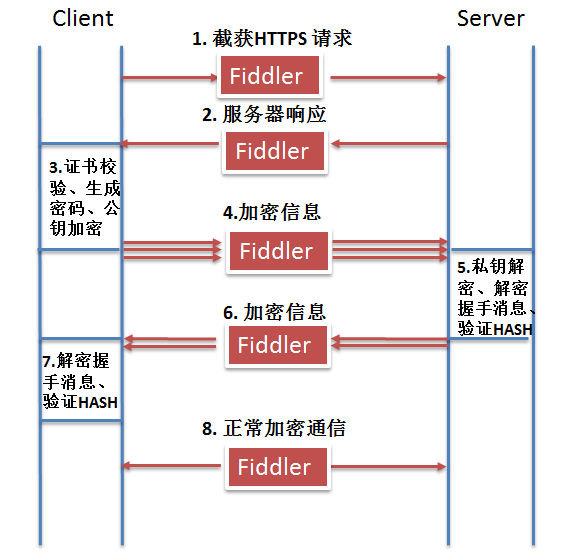 Client
Server
1. 截获HTTPS 请求
Fiddler
2. 服务器响应
Fiddler
3.证书校
验、生成
密码、公
钥加密
4.加密信息
Fiddler
5.私钥解
密、解密
握手消息、
验证HASH
6. 加密信息
Fiddler
7.解密握
手消息、
验证HASH
8. 正常加密通信
Fiddler